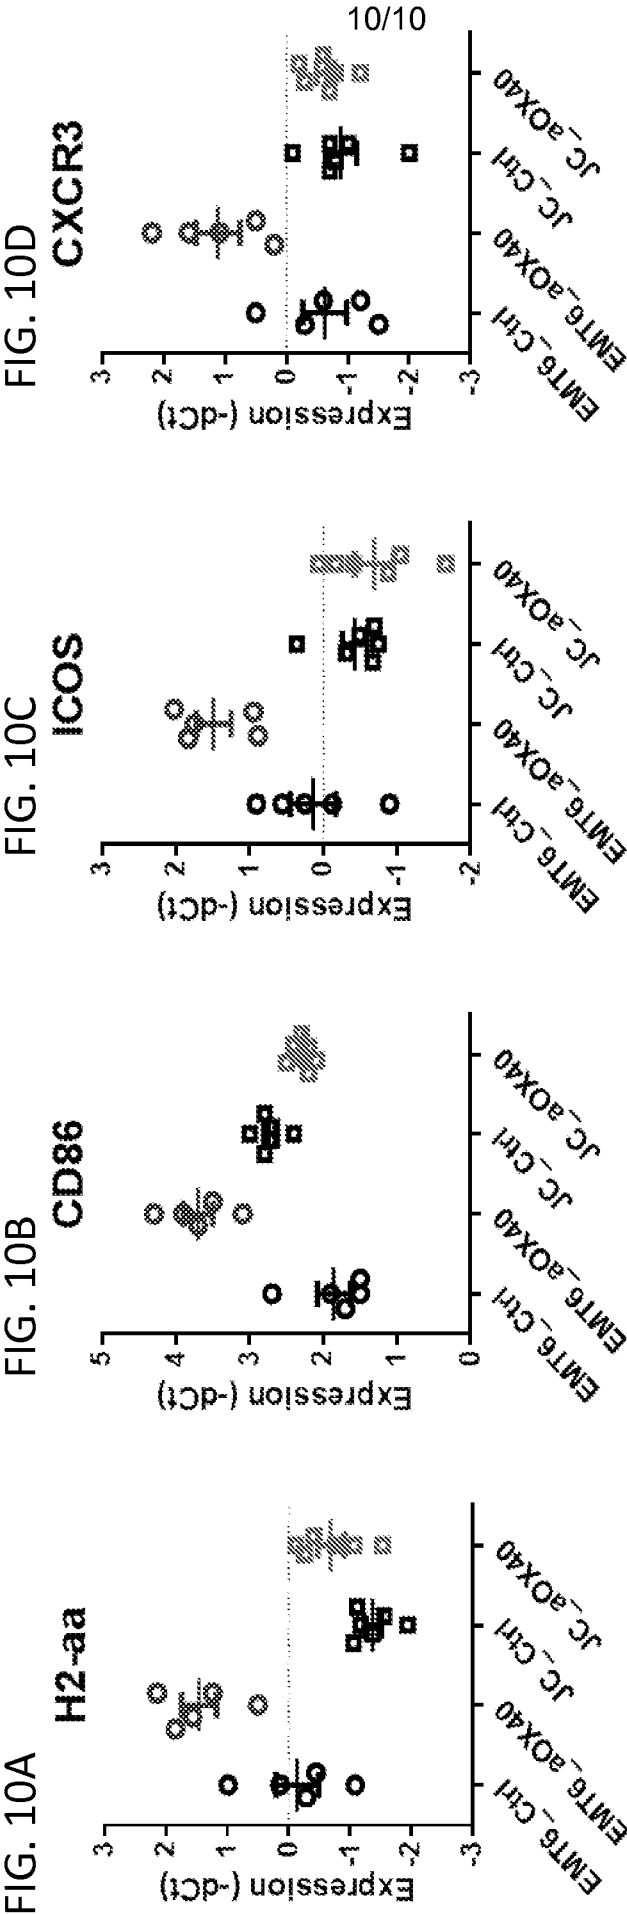 10/10
FIG. 10A
H2-aa
Expression (-dCt)
3
2
1
0
-1
-2
-3
EMT6_Ctrl
EMT6_aOX40
JC_Ctrl
JC_aOX40
FIG. 10B
CD86
Expression (-dCt)
5
4
3
2
1
0
EMT6_Ctrl
EMT6_aOX40
JC_Ctrl
JC_aOX40
FIG. 10C
ICOS
Expression (-dCt)
3
2
1
0
-1
-2
EMT6_Ctrl
EMT6_aOX40
JC_Ctrl
JC_aOX40
FIG. 10D
CXCR3
Expression (-dCt)
3
2
1
0
-1
-2
-3
EMT6_Ctrl
EMT6_aOX40
JC_Ctrl
JC_aOX40